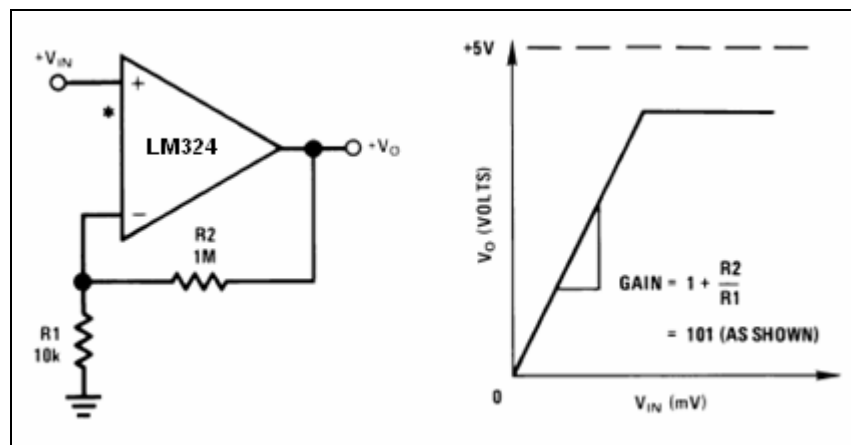 +VIN
+
*
LM324
+VO
−
R2
1M
R1
10k
+5V
VO (VOLTS)
GAIN = 1 + R2/R1
= 101 (AS SHOWN)
0
VIN (mV)